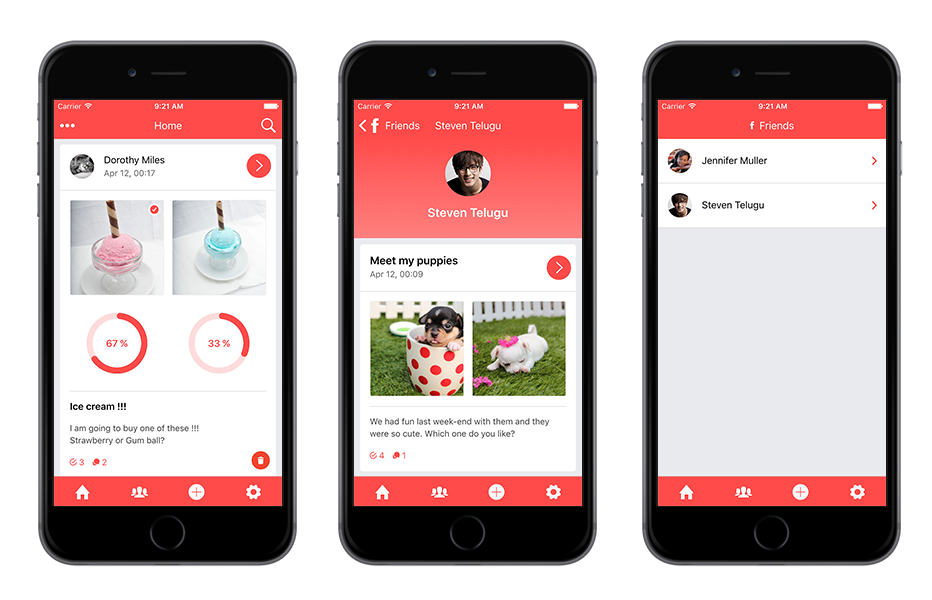 Carrier 9:21 AM
Home
Dorothy Miles
Apr 12, 00:17
67 %
33 %
Ice cream !!!
I am going to buy one of these !!!
Strawberry or Gum ball?
3 2
Carrier 9:21 AM
f Friends Steven Telugu
Steven Telugu
Meet my puppies
Apr 12, 00:09
We had fun last week-end with them and they
were so cute. Which one do you like?
4 1
Carrier 9:21 AM
f Friends
Jennifer Muller
Steven Telugu